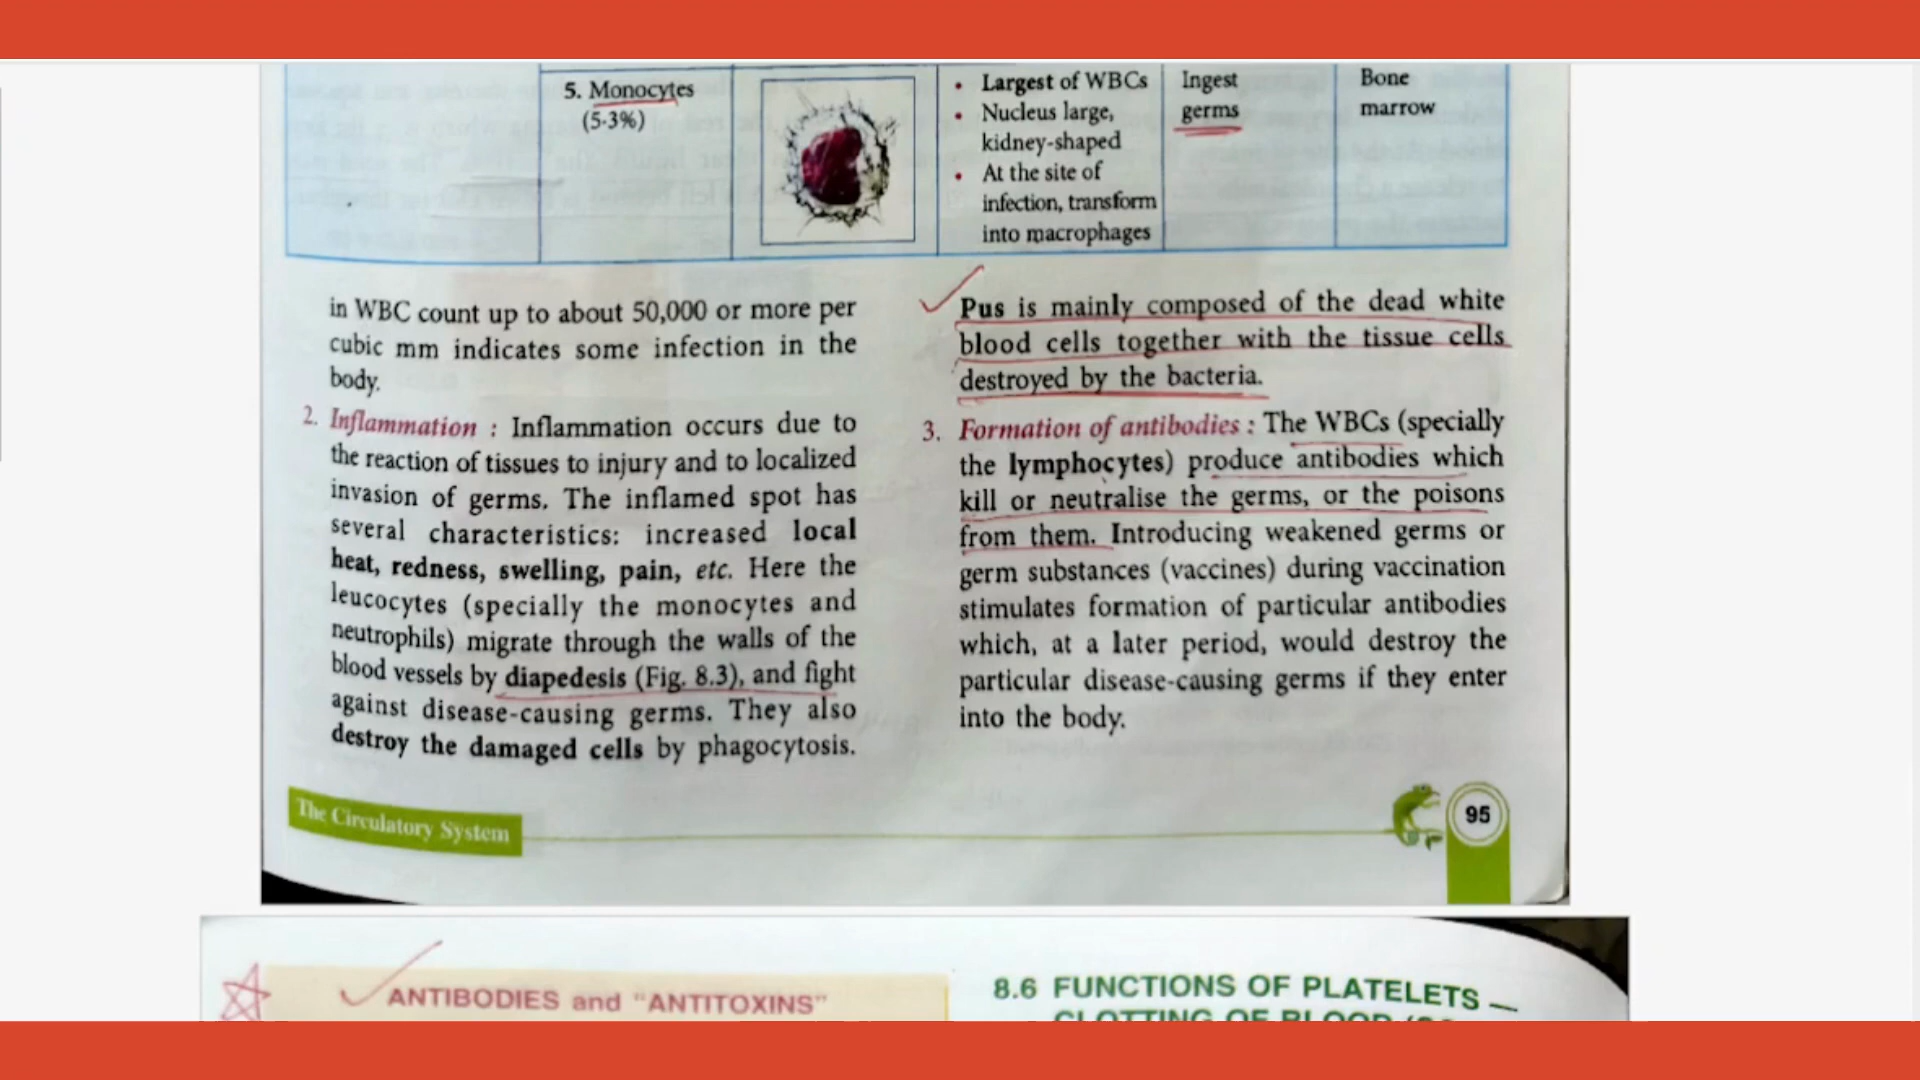 5. Monocytes
(5·3%)
• Largest of WBCs
• Nucleus large,
kidney-shaped
• At the site of
infection, transform
into macrophages
Ingest
germs
Bone
marrow
in WBC count up to about 50,000 or more per
cubic mm indicates some infection in the
body.
2. Inflammation : Inflammation occurs due to
the reaction of tissues to injury and to localized
invasion of germs. The inflamed spot has
several characteristics: increased local
heat, redness, swelling, pain, etc. Here the
leucocytes (specially the monocytes and
neutrophils) migrate through the walls of the
blood vessels by diapedesis (Fig. 8.3), and fight
against disease-causing germs. They also
destroy the damaged cells by phagocytosis.
Pus is mainly composed of the dead white
blood cells together with the tissue cells
destroyed by the bacteria.
3. Formation of antibodies : The WBCs (specially
the lymphocytes) produce antibodies which
kill or neutralise the germs, or the poisons
from them. Introducing weakened germs or
germ substances (vaccines) during vaccination
stimulates formation of particular antibodies
which, at a later period, would destroy the
particular disease-causing germs if they enter
into the body.
The Circulatory System
95
ANTIBODIES and "ANTITOXINS"
8.6 FUNCTIONS OF PLATELETS —
CLOTTING OF BLOOD